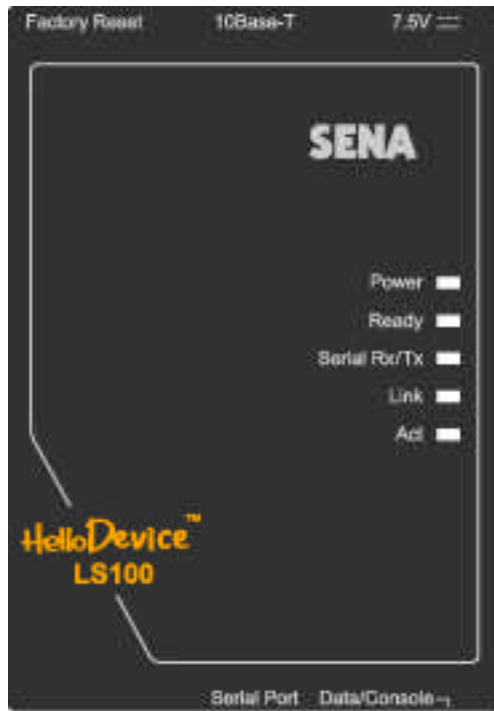 Factory Reset 10Base-T 7.5V
SENA
Power
Ready
Serial Rx/Tx
Link
Act
HelloDevice™
LS100
Serial Port Data/Console